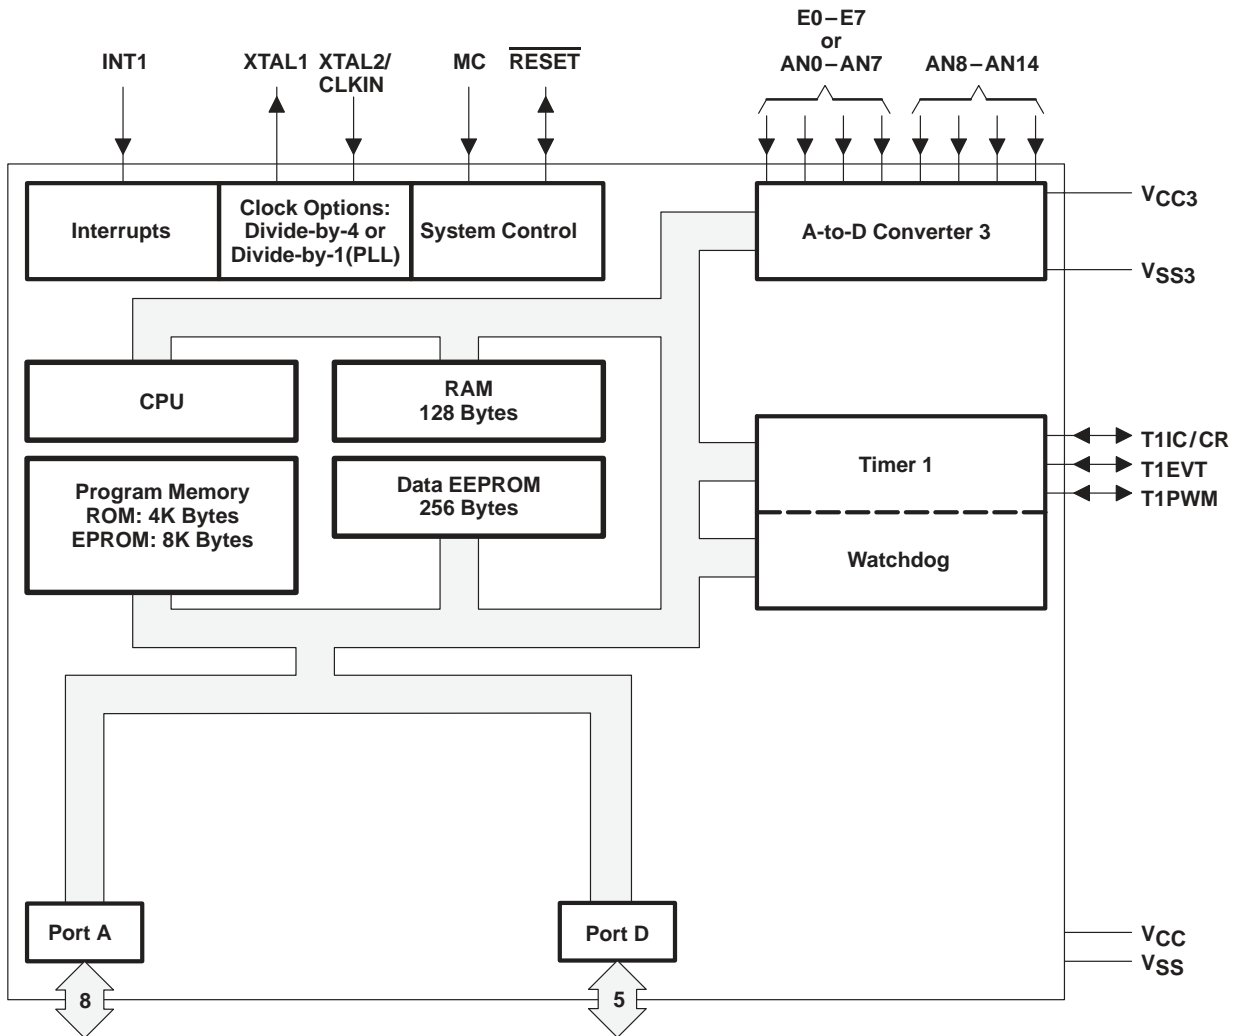 E0–E7
or
AN0–AN7
AN8–AN14
INT1
XTAL1
XTAL2/
CLKIN
MC
RESET
Interrupts
Clock Options:
Divide-by-4 or
Divide-by-1(PLL)
System Control
A-to-D Converter 3
VCC3
VSS3
CPU
RAM
128 Bytes
Program Memory
ROM: 4K Bytes
EPROM: 8K Bytes
Data EEPROM
256 Bytes
Timer 1
Watchdog
T1IC/CR
T1EVT
T1PWM
Port A
Port D
VCC
VSS
8
5